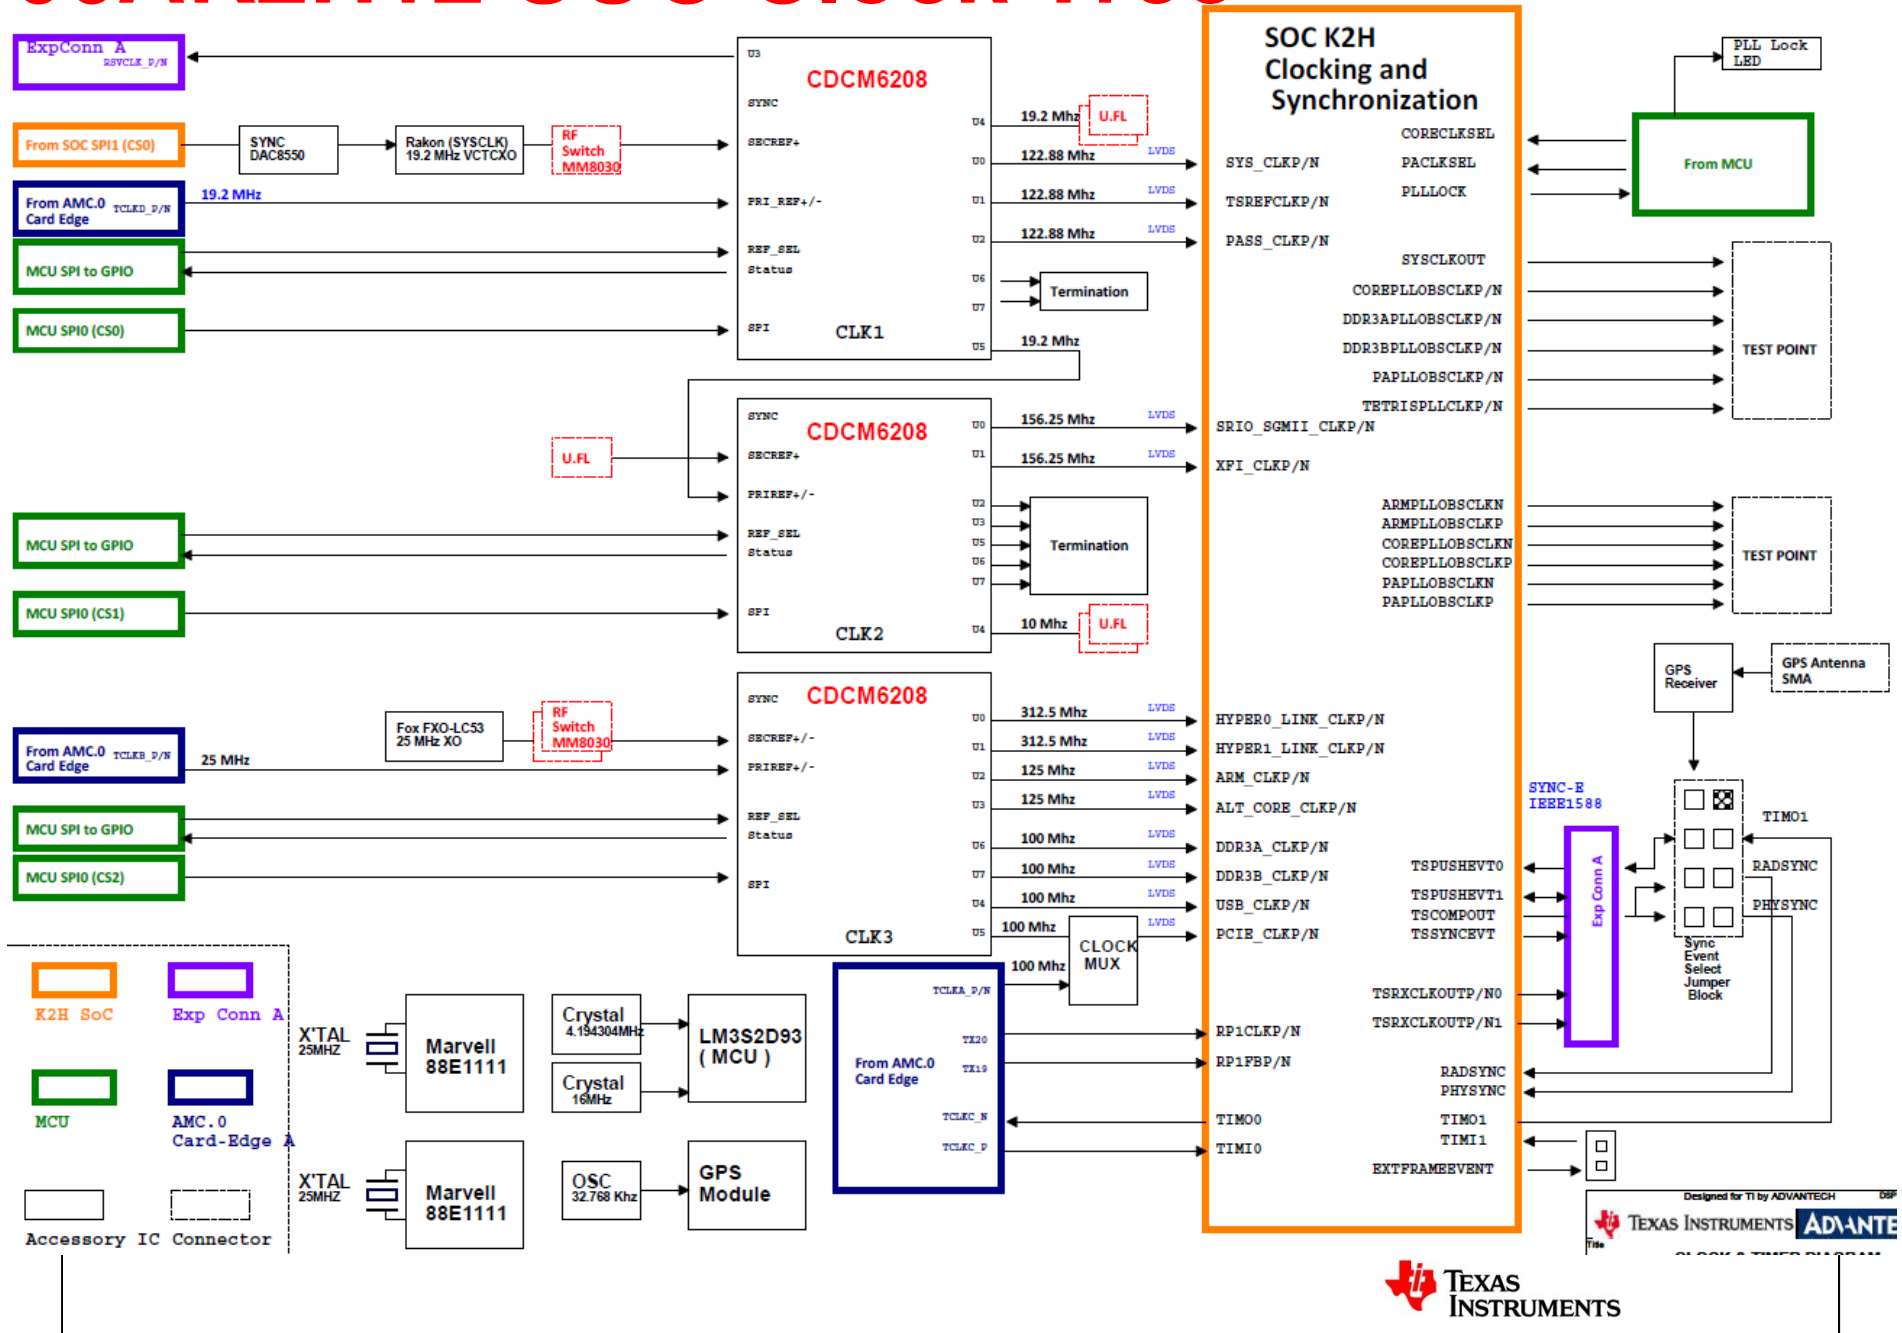 ExpConn A
RSVCLK_P/N
From SOC SPI1 (CS0)
SYNC
DAC8550
Rakon (SYSCLK)
19.2 MHz VCTCXO
RF
Switch
MM8030
From AMC.0 TCLKD_P/N
Card Edge
19.2 MHz
MCU SPI to GPIO
MCU SPI0 (CS0)
U3
CDCM6208
SYNC
SECREF+
PRI_REF+/-
REF_SEL
Status
SPI
CLK1
U4
U0
U1
U2
U6
U7
U5
19.2 Mhz
U.FL
122.88 Mhz LVDS
122.88 Mhz LVDS
122.88 Mhz LVDS
Termination
19.2 Mhz
U.FL
MCU SPI to GPIO
MCU SPI0 (CS1)
SYNC
CDCM6208
SECREF+
PRIREF+/-
REF_SEL
Status
SPI
CLK2
U0
U1
U2
U3
U5
U6
U7
U4
156.25 Mhz LVDS
156.25 Mhz LVDS
Termination
10 Mhz
U.FL
Fox FXO-LC53
25 MHz XO
RF
Switch
MM8030
From AMC.0 TCLKB_P/N
Card Edge
25 MHz
MCU SPI to GPIO
MCU SPI0 (CS2)
SYNC
CDCM6208
SECREF+/-
PRIREF+/-
REF_SEL
Status
SPI
CLK3
U0
U1
U2
U3
U6
U7
U4
U5
312.5 Mhz LVDS
312.5 Mhz LVDS
125 Mhz LVDS
125 Mhz LVDS
100 Mhz LVDS
100 Mhz LVDS
100 Mhz LVDS
100 Mhz LVDS
CLOCK
MUX
100 Mhz
From AMC.0
Card Edge
TCLKA_P/N
TX20
TX19
TCLKC_N
TCLKC_P
SOC K2H
Clocking and
Synchronization
SYS_CLKP/N
TSREFCLKP/N
PASS_CLKP/N
SRIO_SGMII_CLKP/N
XFI_CLKP/N
HYPER0_LINK_CLKP/N
HYPER1_LINK_CLKP/N
ARM_CLKP/N
ALT_CORE_CLKP/N
DDR3A_CLKP/N
DDR3B_CLKP/N
USB_CLKP/N
PCIE_CLKP/N
RP1CLKP/N
RP1FBP/N
TIMO0
TIMI0
CORECLKSEL
PACLKSEL
PLLLOCK
SYSCLKOUT
COREPLLOBSCLKP/N
DDR3APLLOBSCLKP/N
DDR3BPLLOBSCLKP/N
PAPLLOBSCLKP/N
TETRISPLLCLKP/N
ARMPLLOBSCLKN
ARMPLLOBSCLKP
COREPLLOBSCLKN
COREPLLOBSCLKP
PAPLLOBSCLKN
PAPLLOBSCLKP
TSPUSHEVT0
TSPUSHEVT1
TSCOMPOUT
TSSYNCEVT
TSRXCLKOUTP/N0
TSRXCLKOUTP/N1
RADSYNC
PHYSYNC
TIMO1
TIMI1
EXTFRAMEEVENT
PLL Lock
LED
From MCU
TEST POINT
TEST POINT
GPS
Receiver
GPS Antenna
SMA
SYNC-E
IEEE1588
Exp Conn A
TIMO1
RADSYNC
PHYSYNC
Sync
Event
Select
Jumper
Block
K2H SoC
Exp Conn A
MCU
AMC.0
Card-Edge A
Accessory IC Connector
X'TAL
25MHZ
Marvell
88E1111
X'TAL
25MHZ
Marvell
88E1111
Crystal
4.194304MHz
Crystal
16MHz
LM3S2D93
( MCU )
OSC
32.768 Khz
GPS
Module
Designed for TI by ADVANTECH
TEXAS INSTRUMENTS
Title
TEXAS
INSTRUMENTS